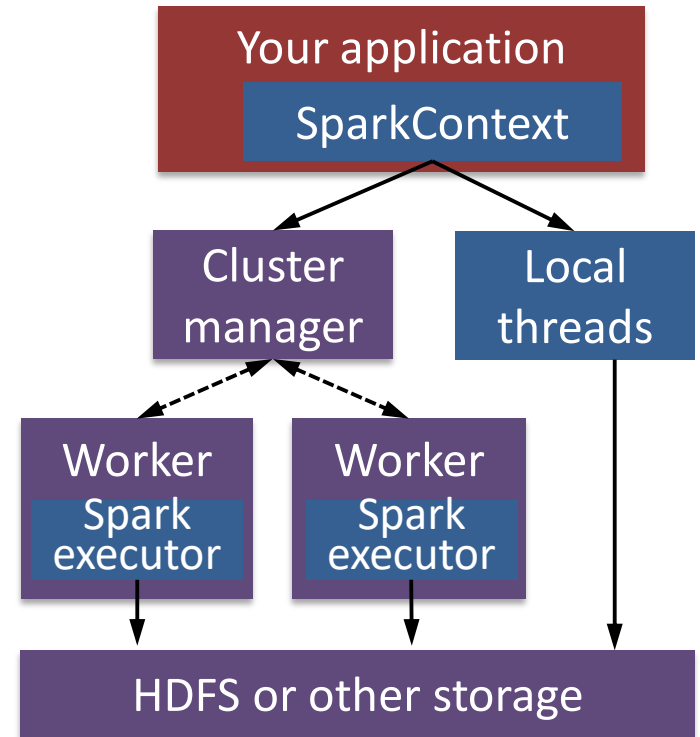 Your application
SparkContext
Cluster
manager
Local
threads
Worker
Spark
executor
Worker
Spark
executor
HDFS or other storage